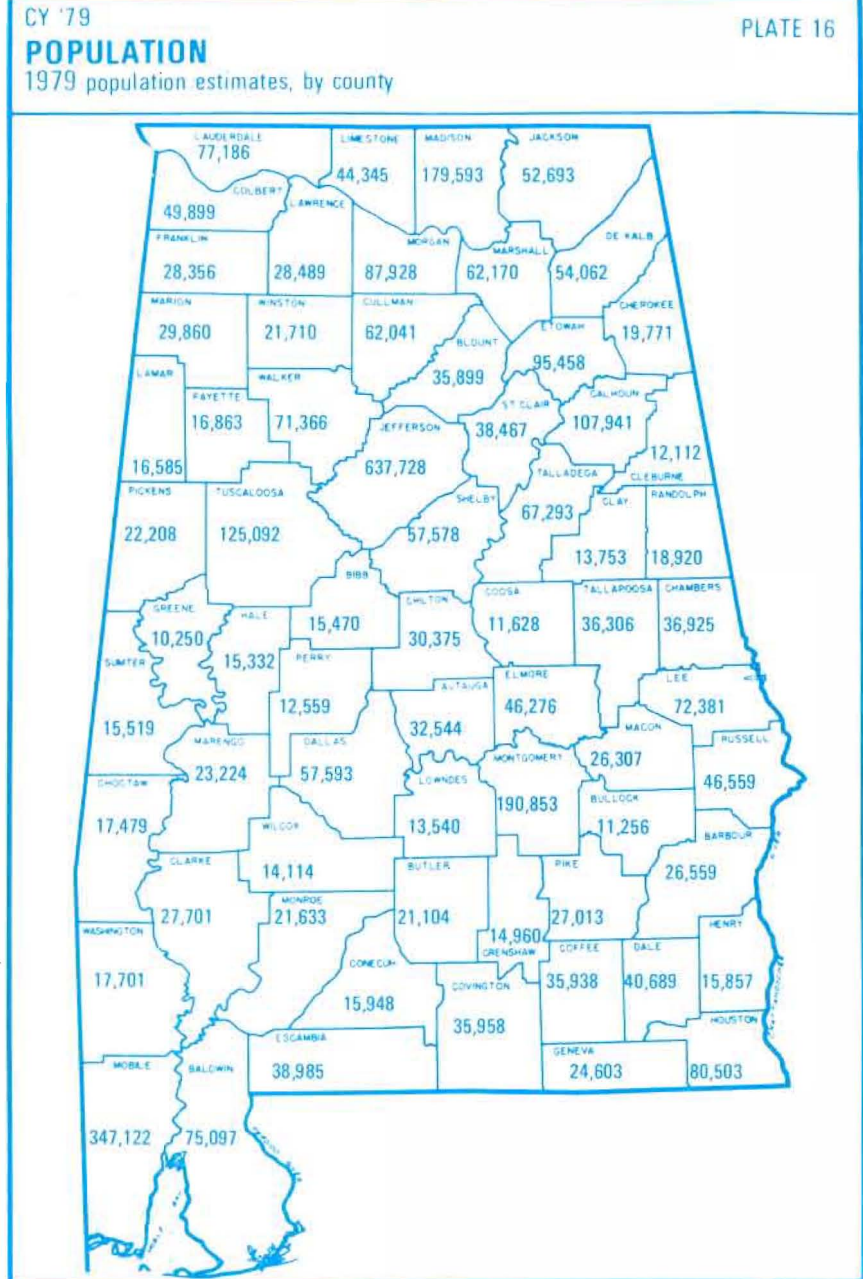 CY '79
PLATE 16
POPULATION
1979 population estimates, by county
LAUDERDALE
77,186
LIMESTONE
44,345
MADISON
179,593
JACKSON
52,693
COLBERT
49,899
LAWRENCE
28,489
FRANKLIN
28,356
MORGAN
87,928
MARSHALL
62,170
DE KALB
54,062
MARION
29,860
WINSTON
21,710
CULLMAN
62,041
BLOUNT
35,899
ETOWAH
95,458
CHEROKEE
19,771
LAMAR
16,585
FAYETTE
16,863
WALKER
71,366
JEFFERSON
637,728
ST CLAIR
38,467
CALHOUN
107,941
12,112
CLEBURNE
PICKENS
22,208
TUSCALOOSA
125,092
SHELBY
57,578
TALLADEGA
67,293
CLAY
13,753
RANDOLPH
18,920
GREENE
10,250
HALE
15,332
BIBB
15,470
CHILTON
30,375
COOSA
11,628
TALLAPOOSA
36,306
CHAMBERS
36,925
SUMTER
15,519
PERRY
12,559
AUTAUGA
32,544
ELMORE
46,276
LEE
72,381
MARENGO
23,224
DALLAS
57,593
LOWNDES
13,540
MONTGOMERY
190,853
MACON
26,307
RUSSELL
46,559
CHOCTAW
17,479
WILCOX
14,114
BULLOCK
11,256
BARBOUR
26,559
CLARKE
27,701
MONROE
21,633
BUTLER
21,104
14,960
CRENSHAW
PIKE
27,013
WASHINGTON
17,701
CONECUH
15,948
COVINGTON
35,958
COFFEE
35,938
DALE
40,689
HENRY
15,857
MOBILE
347,122
BALDWIN
75,097
ESCAMBIA
38,985
GENEVA
24,603
HOUSTON
80,503